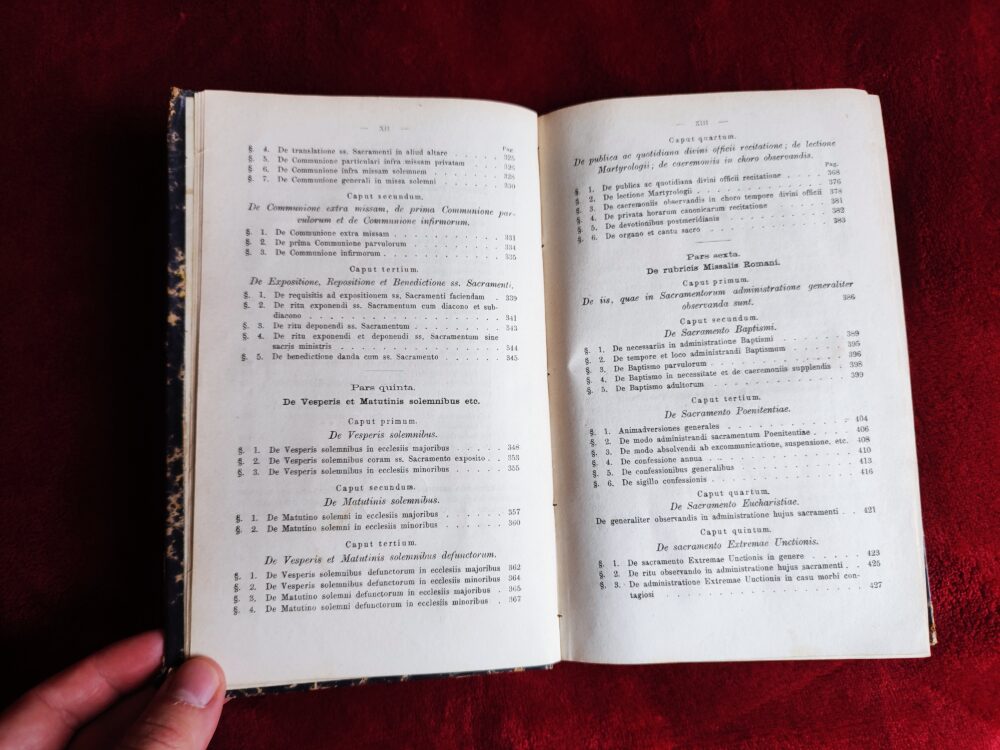 — XII —
Pag.
§. 4. De translatione ss. Sacramenti in aliud altare . . . . . . 325
§. 5. De Communione particulari infra missam privatam . . . . 326
§. 6. De Communione infra missam solemnem . . . . . . . . 328
§. 7. De Communione generali in missa solemni . . . . . . . 330
Caput secundum.
De Communione extra missam, de prima Communione par-
vulorum et de Communione infirmorum.
§. 1. De Communione extra missam . . . . . . . . . . 331
§. 2. De prima Communione parvulorum . . . . . . . . . 334
§. 3. De Communione infirmorum . . . . . . . . . . . 335
Caput tertium.
De Expositione, Repositione et Benedictione ss. Sacramenti.
§. 1. De requisitis ad expositionem ss. Sacramenti faciendam . 339
§. 2. De ritu exponendi ss. Sacramentum cum diacono et sub-
diacono . . . . . . . . . . . . . . . . . 341
§. 3. De ritu deponendi ss. Sacramentum . . . . . . . . 343
§. 4. De ritu exponendi et deponendi ss. Sacramentum sine
sacris ministris . . . . . . . . . . . . . . 344
§. 5. De benedictione danda cum ss. Sacramento . . . . . . 345
Pars quinta.
De Vesperis et Matutinis solemnibus etc.
Caput primum.
De Vesperis solemnibus.
§. 1. De Vesperis solemnibus in ecclesiis majoribus . . . . . 348
§. 2. De Vesperis solemnibus coram ss. Sacramento exposito . . 353
§. 3. De Vesperis solemnibus in ecclesiis minoribus . . . . . 355
Caput secundum.
De Matutinis solemnibus.
§. 1. De Matutino solemni in ecclesiis majoribus . . . . . . 357
§. 2. De Matutino solemni in ecclesiis minoribus . . . . . . 360
Caput tertium.
De Vesperis et Matutinis solemnibus defunctorum.
§. 1. De Vesperis solemnibus defunctorum in ecclesiis majoribus 362
§. 2. De Vesperis solemnibus defunctorum in ecclesiis minoribus 364
§. 3. De Matutino solemni defunctorum in ecclesiis majoribus . 365
§. 4. De Matutino solemni defunctorum in ecclesiis minoribus . 367
— XIII —
Caput quartum.
De publica ac quotidiana divini officii recitatione; de lectione
Martyrologii; de caeremoniis in choro observandis.
Pag.
§. 1. De publica ac quotidiana divini officii recitatione . . . 368
§. 2. De lectione Martyrologii . . . . . . . . . . . . 376
§. 3. De caeremoniis observandis in choro tempore divini officii 378
§. 4. De privata horarum canonicarum recitatione . . . . . 381
§. 5. De devotionibus postmeridianis . . . . . . . . . . 382
§. 6. De organo et cantu sacro . . . . . . . . . . . . 383
Pars sexta.
De rubricis Missalis Romani.
Caput primum.
De iis, quae in Sacramentorum administratione generaliter
observanda sunt. 386
Caput secundum.
De Sacramento Baptismi.
§. 1. De necessariis in administratione Baptismi . . . . . . 389
§. 2. De tempore et loco administrandi Baptismum . . . . . 395
§. 3. De Baptismo parvulorum . . . . . . . . . . . . 396
§. 4. De Baptismo in necessitate et de caeremoniis supplendis . 398
§. 5. De Baptismo adultorum . . . . . . . . . . . . . 399
Caput tertium.
De Sacramento Poenitentiae.
§. 1. Animadversiones generales . . . . . . . . . . . 404
§. 2. De modo administrandi sacramentum Poenitentiae . . . . 406
§. 3. De modo absolvendi ab excommunicatione, suspensione. etc. 408
§. 4. De confessione annua . . . . . . . . . . . . . 410
§. 5. De confessionibus generalibus . . . . . . . . . . 413
§. 6. De sigillo confessionis . . . . . . . . . . . . . 416
Caput quartum.
De Sacramento Eucharistiae.
De generaliter observandis in administratione hujus sacramenti . . 421
Caput quintum.
De sacramento Extremae Unctionis.
§. 1. De sacramento Extremae Unctionis in genere . . . . . 423
§. 2. De ritu observando in administratione hujus sacramenti . . 425
§. 3. De administratione Extremae Unctionis in casu morbi con-
tagiosi . . . . . . . . . . . . . . . . . 427